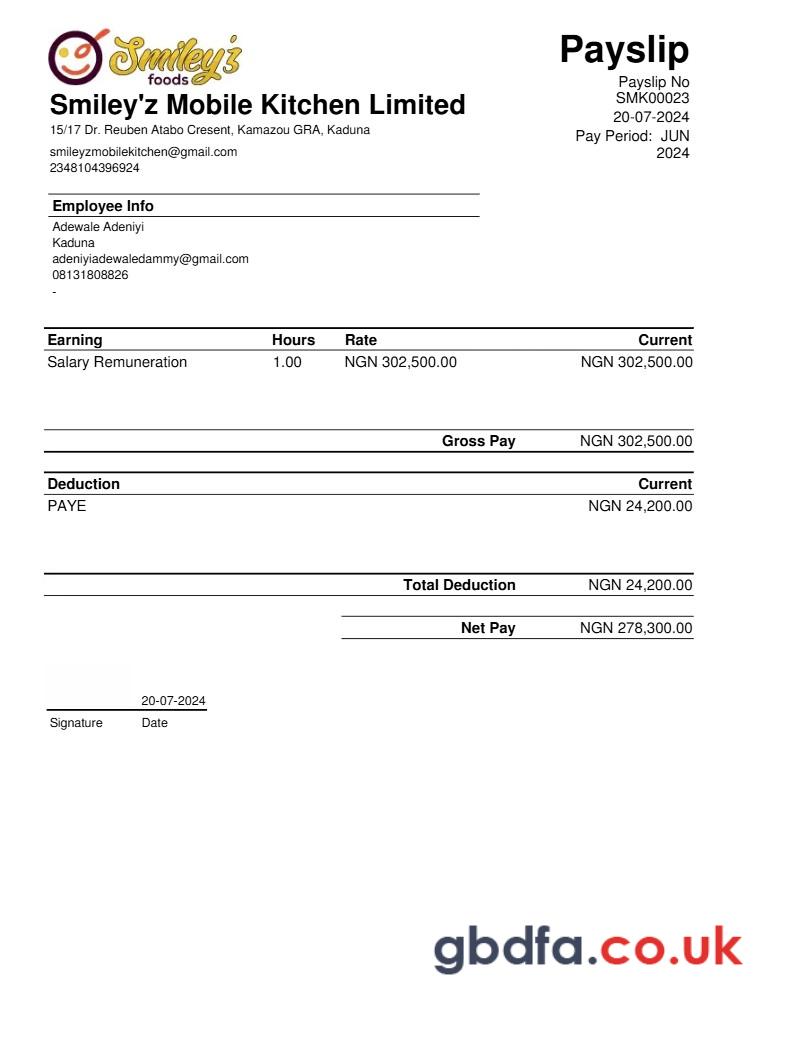 Smiley'z
foods
Payslip
Payslip No
SMK00023
20-07-2024
Pay Period: JUN
2024
Smiley'z Mobile Kitchen Limited
15/17 Dr. Reuben Atabo Cresent, Kamazou GRA, Kaduna
smileyzmobilekitchen@gmail.com
2348104396924
Employee Info
Adewale Adeniyi
Kaduna
adeniyiadewaledammy@gmail.com
08131808826
-
Earning Hours Rate Current
Salary Remuneration 1.00 NGN 302,500.00 NGN 302,500.00
Gross Pay NGN 302,500.00
Deduction Current
PAYE NGN 24,200.00
Total Deduction NGN 24,200.00
Net Pay NGN 278,300.00
20-07-2024
Signature Date
gbdfa.co.uk